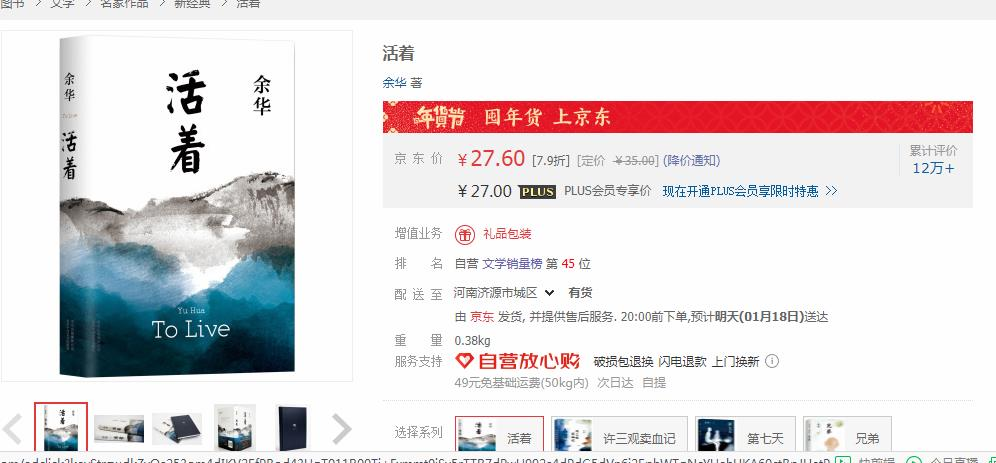 图书 > 文学 > 名家作品 > 新经典 > 活着
余华
活着
余华
活着
Yu Hua
To Live
活着
余华 著
年货节 囤年货 上京东
京东价 ￥27.60 [7.9折] [定价 ￥35.00] (降价通知)
累计评价
12万+
￥27.00 PLUS PLUS会员专享价 现在开通PLUS会员享限时特惠 >>
增值业务 礼品包装
排名 自营 文学销量榜 第 45 位
配送至 河南济源市城区 有货
由 京东 发货, 并提供售后服务. 20:00前下单,预计明天(01月18日)送达
重量 0.38kg
服务支持 自营放心购 破损包退换 闪电退款 上门换新
49元免基础运费(50kg内) 次日达 自提
选择系列 活着 许三观卖血记 第七天 兄弟